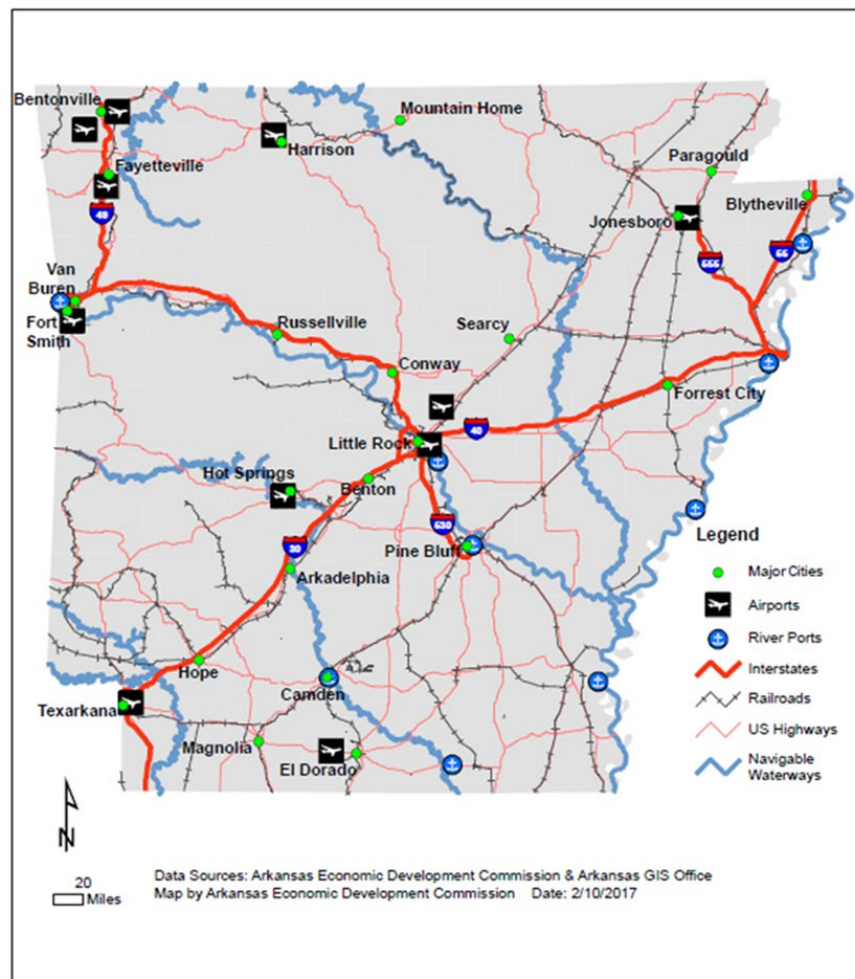 Bentonville
Mountain Home
Harrison
Paragould
Fayetteville
Blytheville
Jonesboro
49
55
555
Van
Buren
Fort
Smith
Russellville
Searcy
Conway
Forrest City
Little Rock
40
Hot Springs
Benton
530
Pine Bluff
30
Arkadelphia
Hope
Camden
Texarkana
Magnolia
El Dorado
Legend
Major Cities
Airports
River Ports
Interstates
Railroads
US Highways
Navigable
Waterways
N
20
Miles
Data Sources: Arkansas Economic Development Commission & Arkansas GIS Office
Map by Arkansas Economic Development Commission Date: 2/10/2017